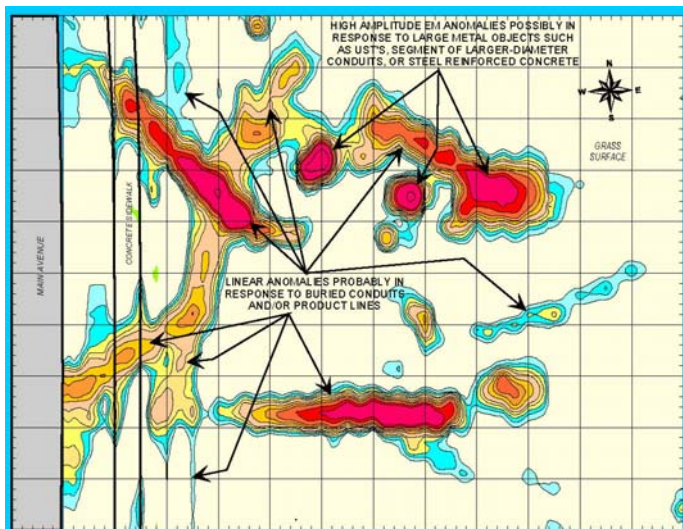 HIGH AMPLITUDE EM ANOMALIES POSSIBLY IN
RESPONSE TO LARGE METAL OBJECTS SUCH
AS UST'S, SEGMENT OF LARGER-DIAMETER
CONDUITS, OR STEEL REINFORCED CONCRETE
N
W E
S
GRASS
SURFACE
CONCRETE SIDEWALK
MAIN AVENUE
LINEAR ANOMALIES PROBABLY IN
RESPONSE TO BURIED CONDUITS
AND/OR PRODUCT LINES